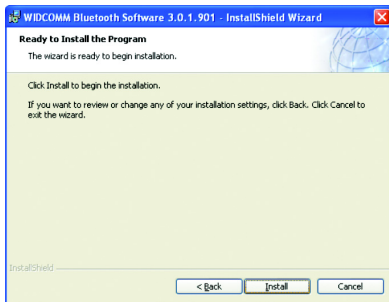 WIDCOMM Bluetooth Software 3.0.1.901 - InstallShield Wizard
Ready to Install the Program
The wizard is ready to begin installation.
Click Install to begin the installation.
If you want to review or change any of your installation settings, click Back. Click Cancel to
exit the wizard.
InstallShield
< Back
Install
Cancel